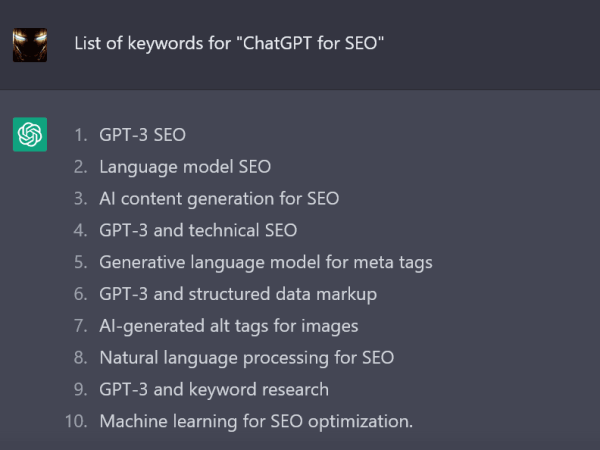 List of keywords for "ChatGPT for SEO"
1. GPT-3 SEO
2. Language model SEO
3. AI content generation for SEO
4. GPT-3 and technical SEO
5. Generative language model for meta tags
6. GPT-3 and structured data markup
7. AI-generated alt tags for images
8. Natural language processing for SEO
9. GPT-3 and keyword research
10. Machine learning for SEO optimization.